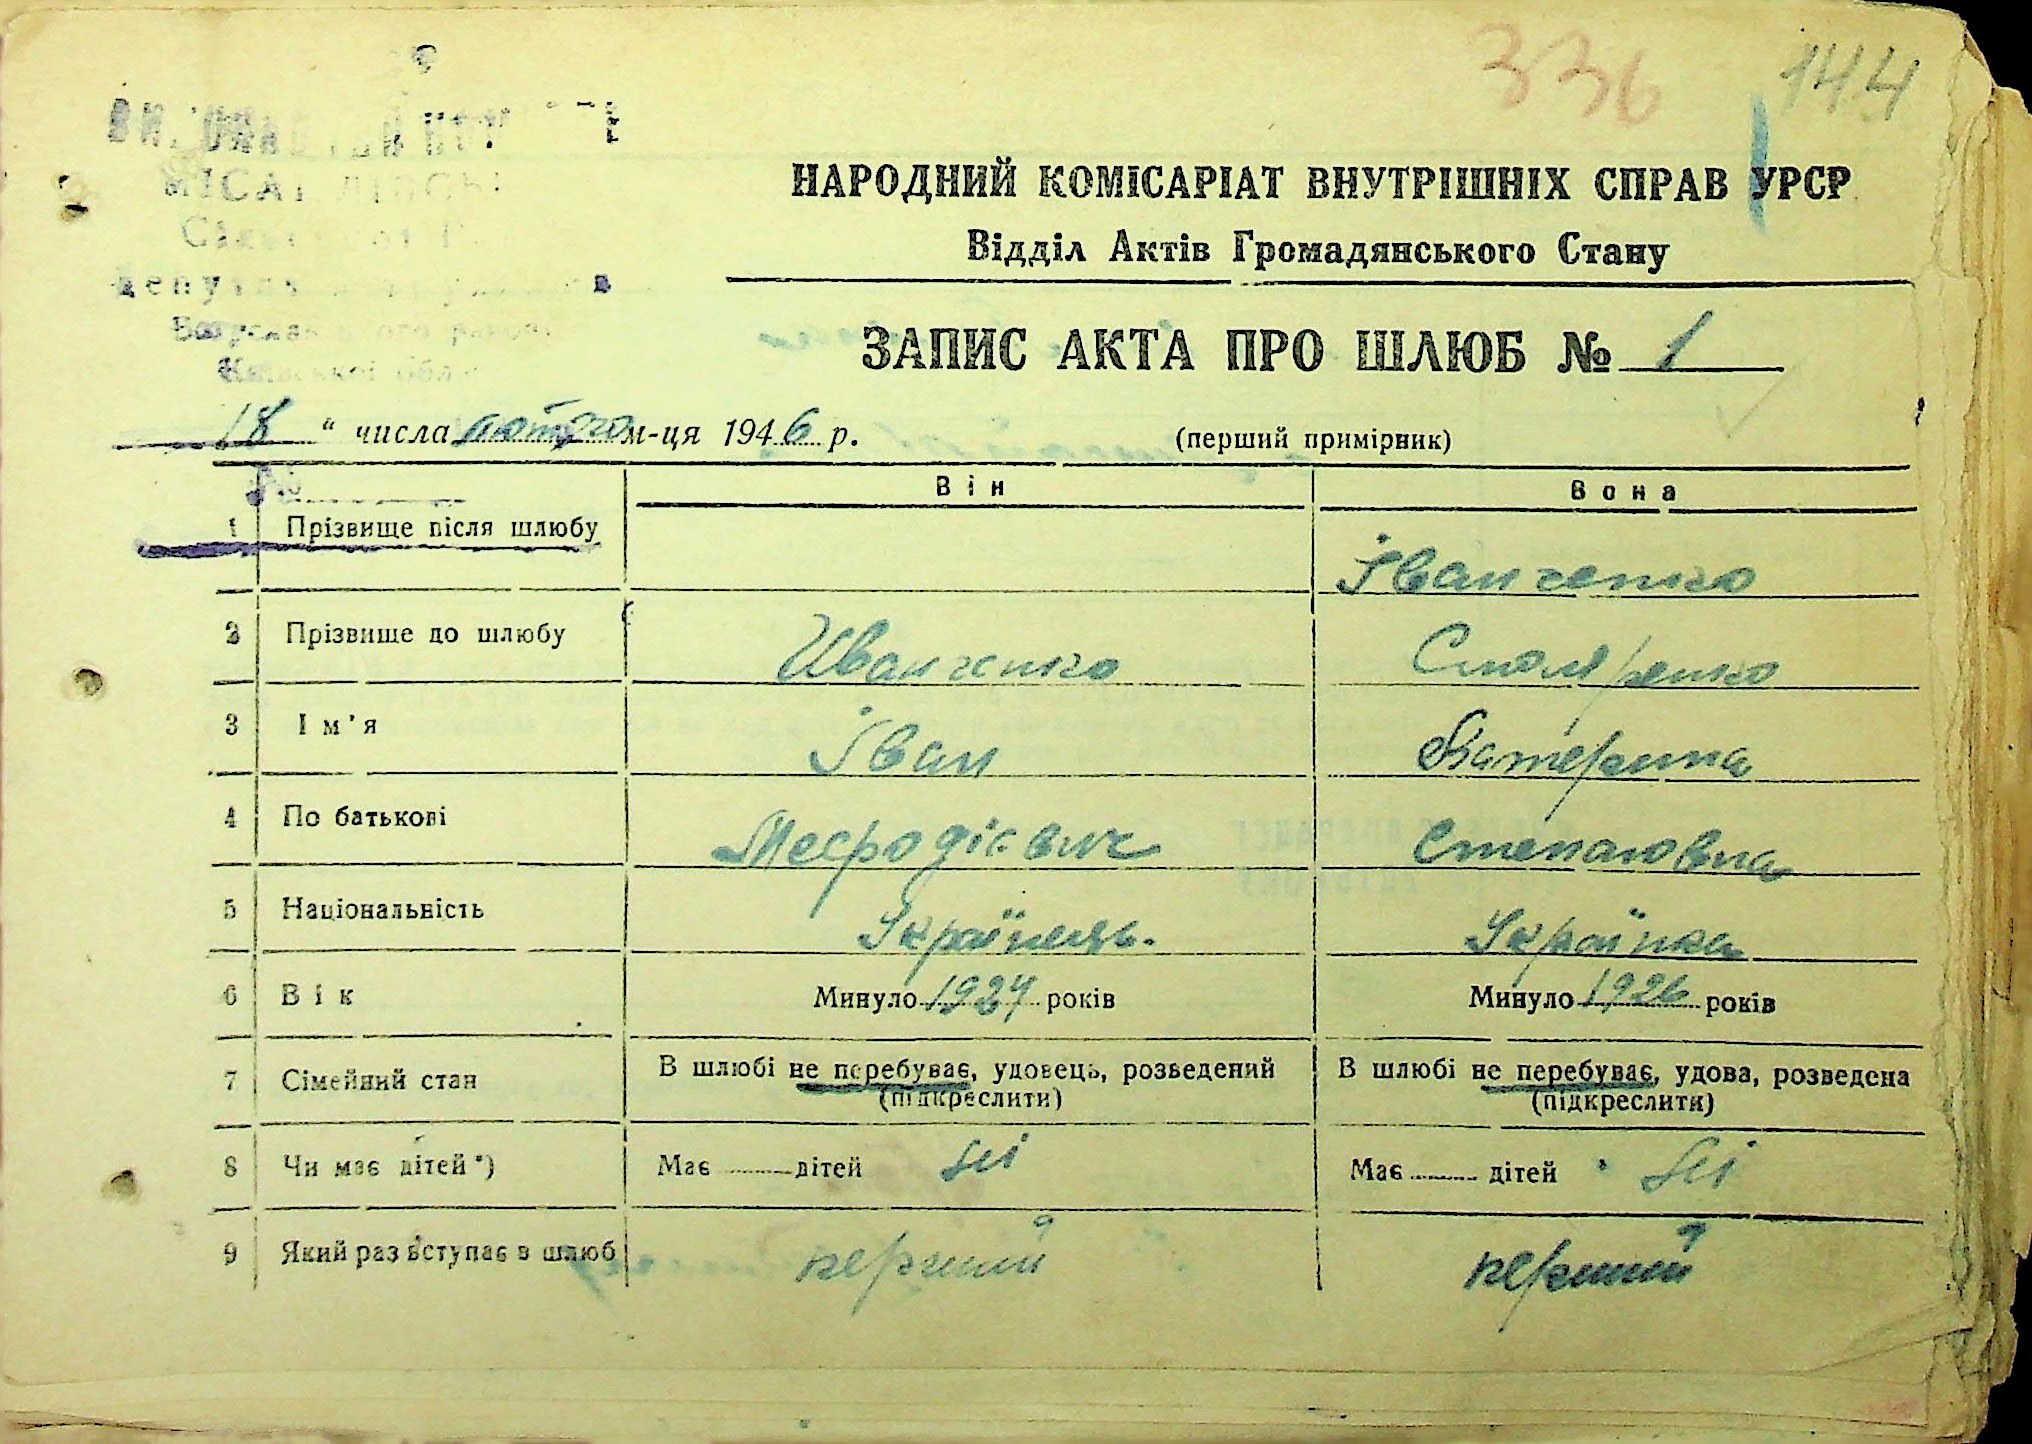 336 144
НАРОДНИЙ КОМІСАРІАТ ВНУТРІШНІХ СПРАВ УРСР
Відділ Актів Громадянського Стану
ЗАПИС АКТА ПРО ШЛЮБ № 1
18 " числа лютого м-ця 1946 р. (перший примірник)
Він Вона
1 Прізвище після шлюбу Іванченко
2 Прізвище до шлюбу Иванченко Столяренко
3 Ім'я Іван Катерина
4 По батькові Мефодієвич Степановна
5 Національність Українець. Українка
6 Вік Минуло 1924 років Минуло 1926 років
7 Сімейний стан В шлюбі не перебуває, удовець, розведений В шлюбі не перебуває, удова, розведена
(підкреслити) (підкреслити)
8 Чи має дітей*) Має дітей Має дітей
9 Який раз вступає в шлюб перший перший